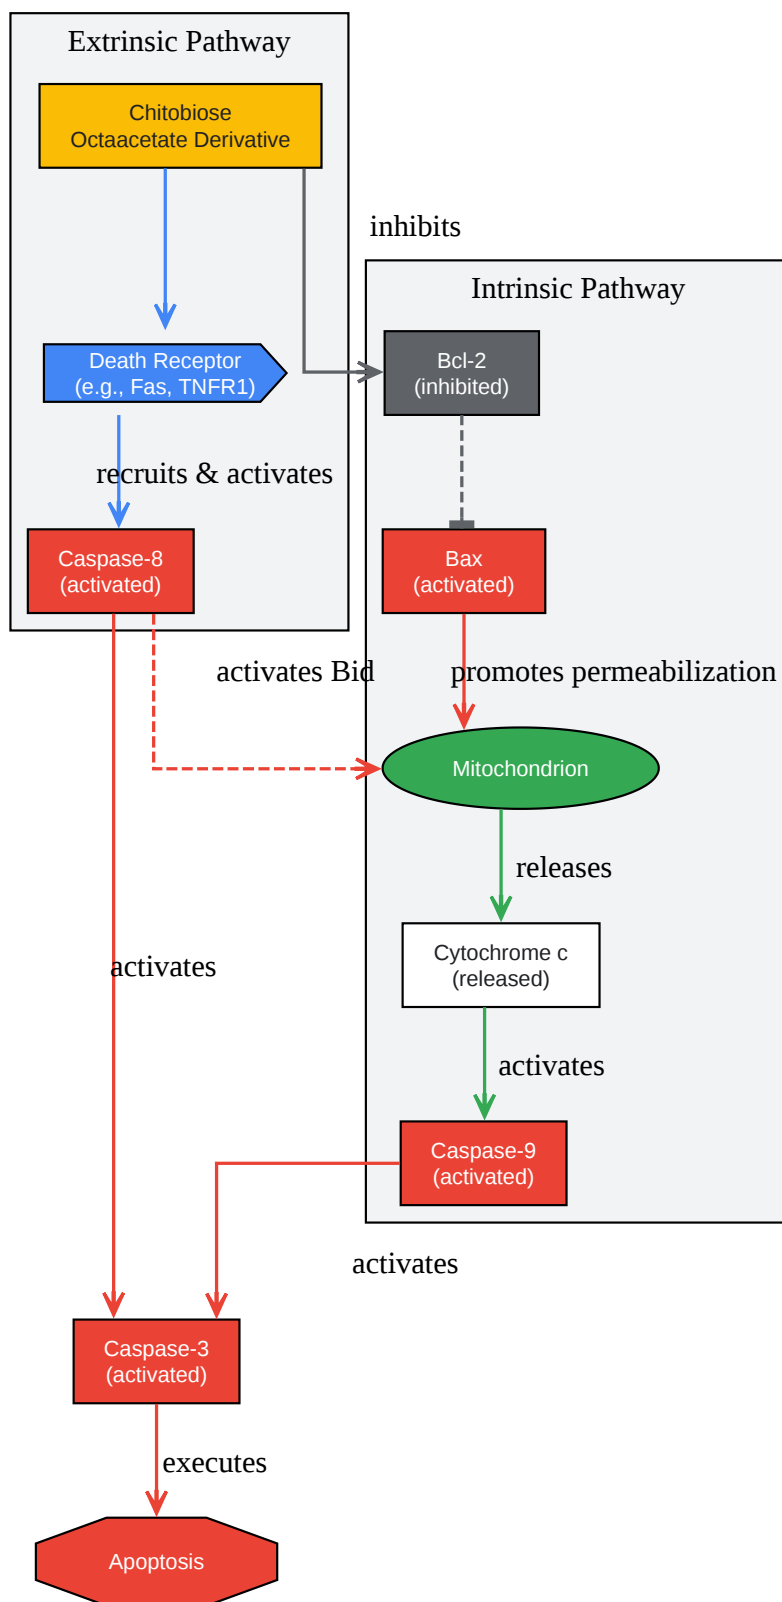 Extrinsic Pathway
Chitobiose
Octaacetate Derivative
inhibits
Intrinsic Pathway
Death Receptor
(e.g., Fas, TNFR1)
Bcl-2
(inhibited)
recruits & activates
Caspase-8
(activated)
Bax
(activated)
activates Bid
promotes permeabilization
Mitochondrion
releases
Cytochrome c
(released)
activates
activates
Caspase-9
(activated)
activates
Caspase-3
(activated)
executes
Apoptosis